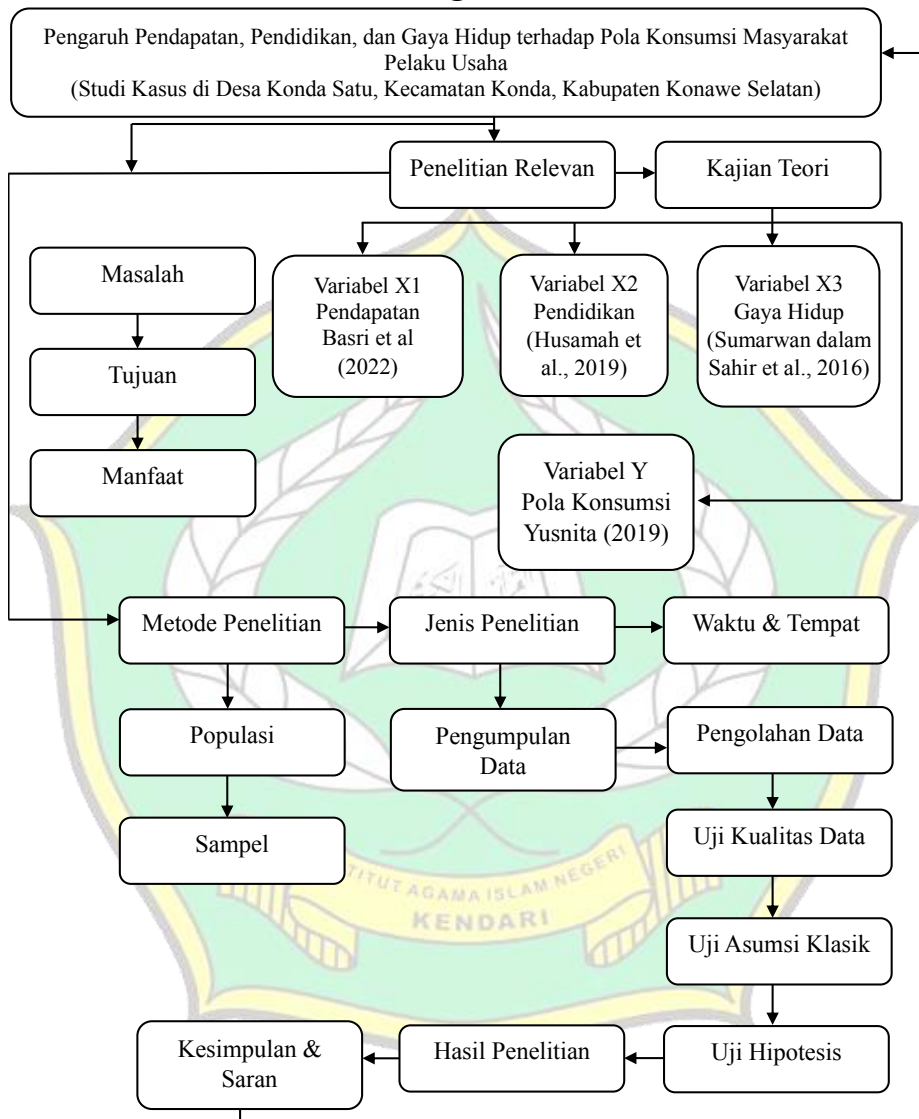 Pengaruh Pendapatan, Pendidikan, dan Gaya Hidup terhadap Pola Konsumsi Masyarakat
Pelaku Usaha
(Studi Kasus di Desa Konda Satu, Kecamatan Konda, Kabupaten Konawe Selatan)
Penelitian Relevan
Kajian Teori
Masalah
Tujuan
Manfaat
Variabel X1
Pendapatan
Basri et al
(2022)
Variabel X2
Pendidikan
(Husamah et
al., 2019)
Variabel X3
Gaya Hidup
(Sumarwan dalam
Sahir et al., 2016)
Variabel Y
Pola Konsumsi
Yusnita (2019)
Metode Penelitian
Jenis Penelitian
Waktu & Tempat
Populasi
Pengumpulan
Data
Pengolahan Data
Sampel
Uji Kualitas Data
TITUT AGAMA ISLAM NEGERI
KENDARI
Uji Asumsi Klasik
Kesimpulan &
Saran
Hasil Penelitian
Uji Hipotesis